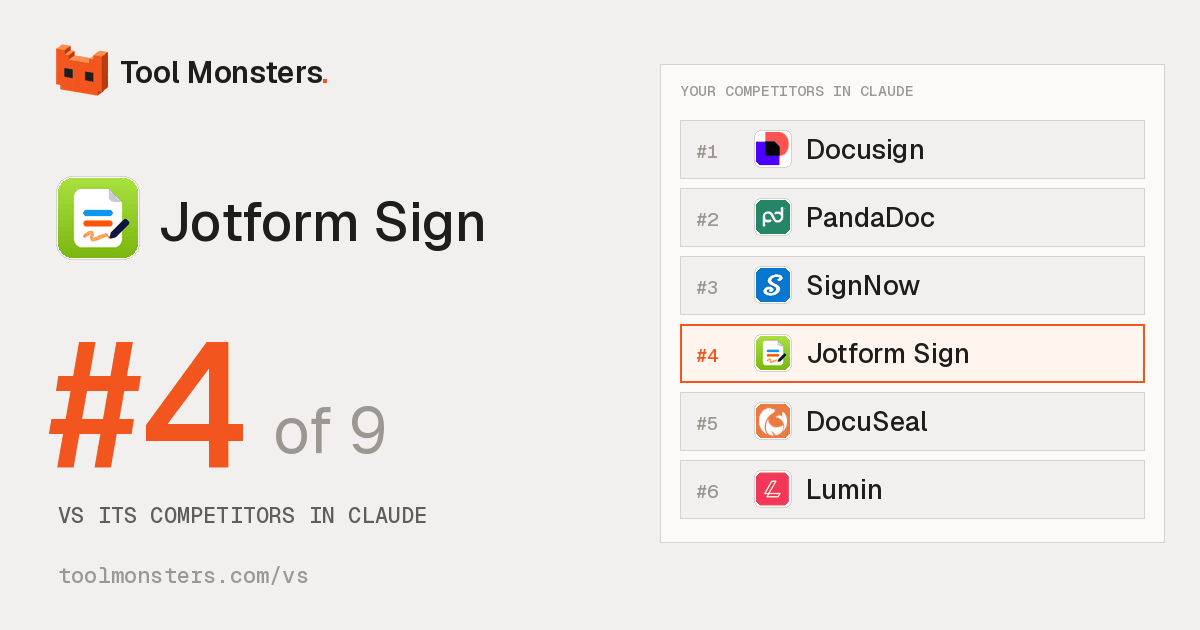 Tool Monsters.
Jotform Sign
#4 of 9
VS ITS COMPETITORS IN CLAUDE
toolmonsters.com/vs
YOUR COMPETITORS IN CLAUDE
#1 Docusign
#2 PandaDoc
#3 SignNow
#4 Jotform Sign
#5 DocuSeal
#6 Lumin